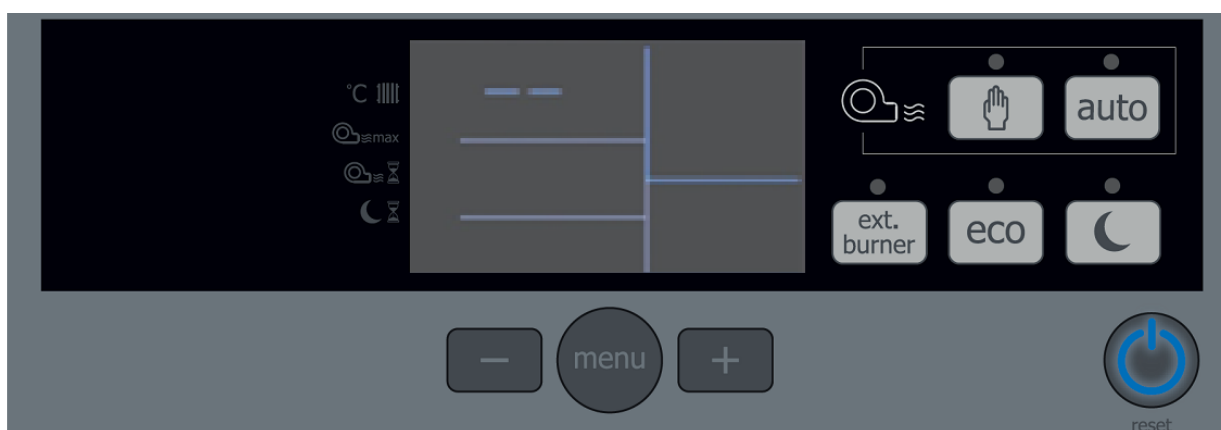 °C
max
auto
ext.
burner
eco
− menu +
reset